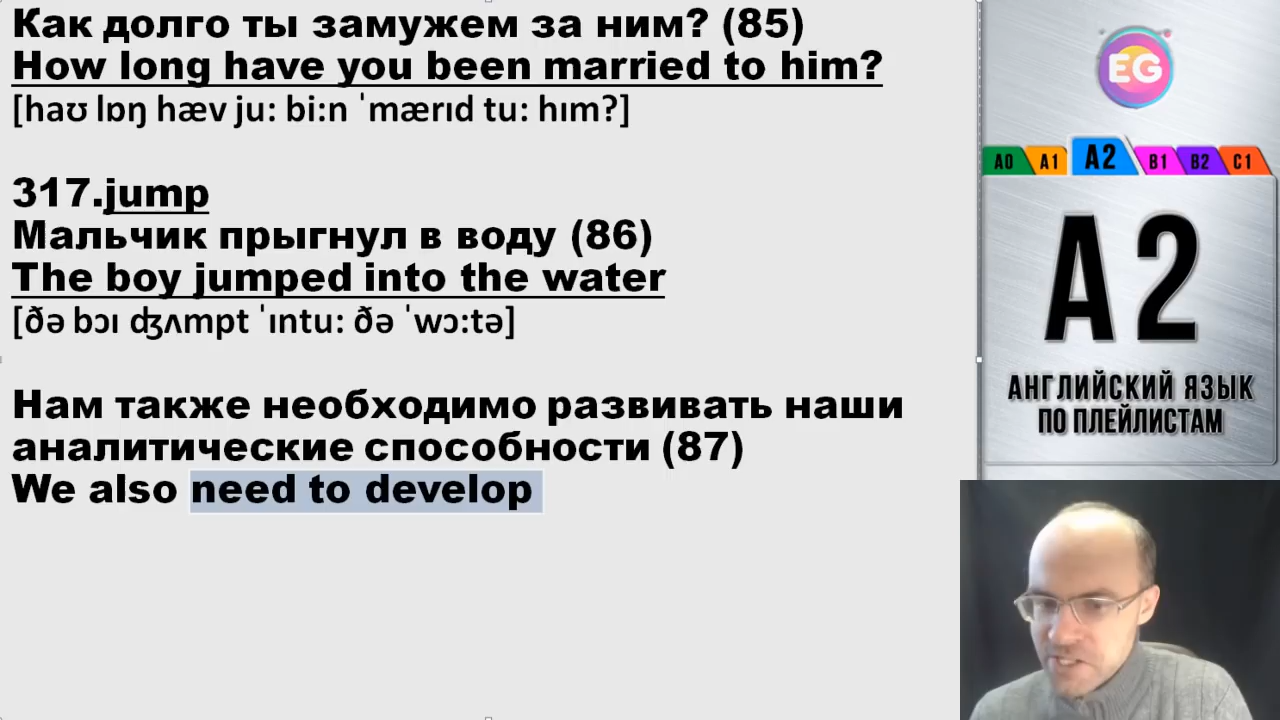 Как долго ты замужем за ним? (85)
How long have you been married to him?
[haʊ lɒŋ hæv ju: bi:n ˈmærɪd tu: hɪm?]
317.jump
Мальчик прыгнул в воду (86)
The boy jumped into the water
[ðə bɔɪ ʤʌmpt ˈɪntu: ðə ˈwɔ:tə]
Нам также необходимо развивать наши
аналитические способности (87)
We also need to develop
EG
A0 A1 A2 B1 B2 C1
A2
АНГЛИЙСКИЙ ЯЗЫК
ПО ПЛЕЙЛИСТАМ